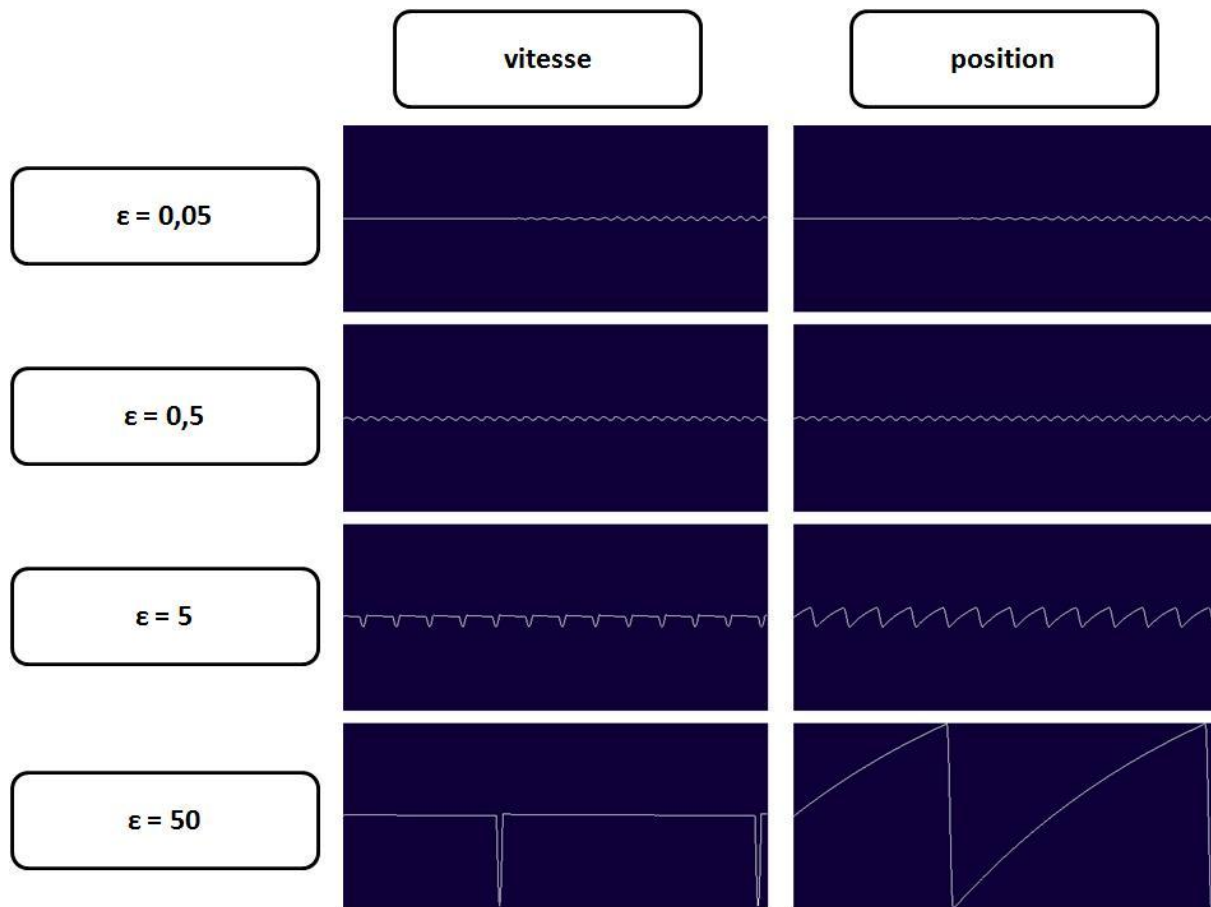 vitesse
position
ε = 0,05
ε = 0,5
ε = 5
ε = 50